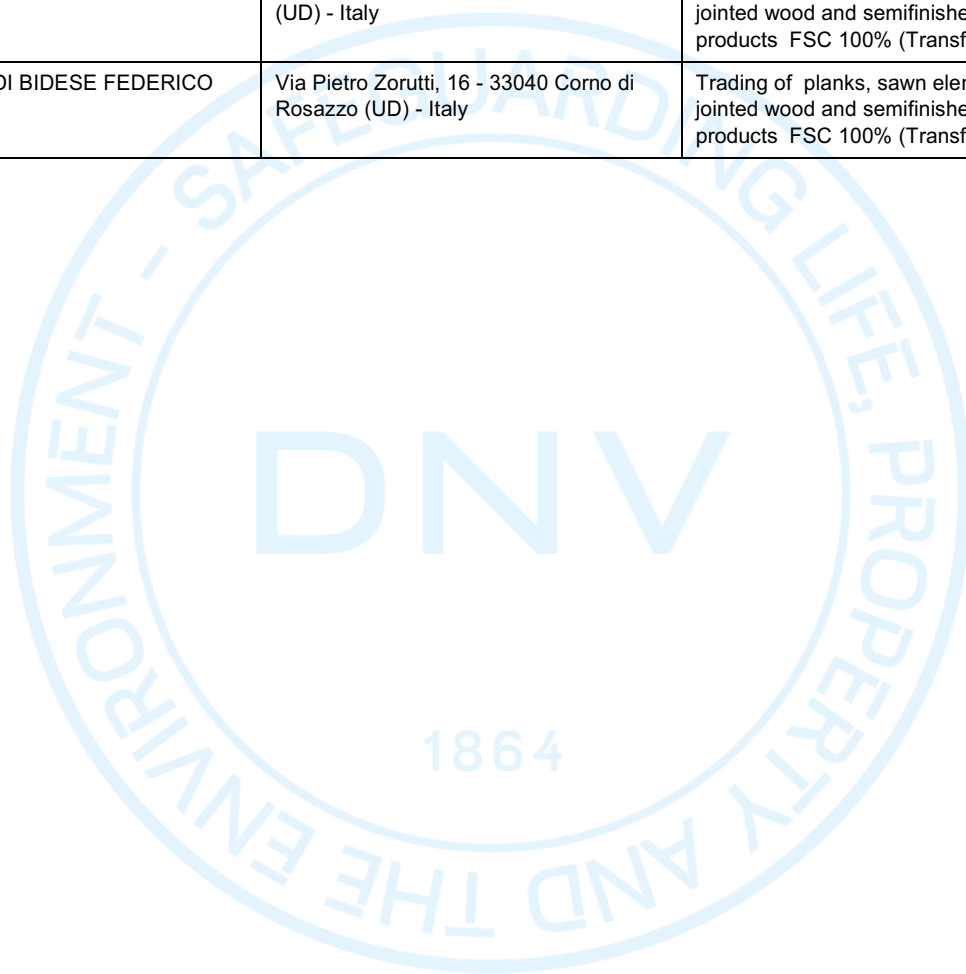 (UD) - Italy
jointed wood and semifinishe
products FSC 100% (Transf
DI BIDESE FEDERICO
Via Pietro Zorutti, 16 - 33040 Corno di
Rosazzo (UD) - Italy
Trading of planks, sawn eler
jointed wood and semifinishe
products FSC 100% (Transf
SAFEGUARDING LIFE, PROPERTY AND THE ENVIRONMENT -
DNV
1864